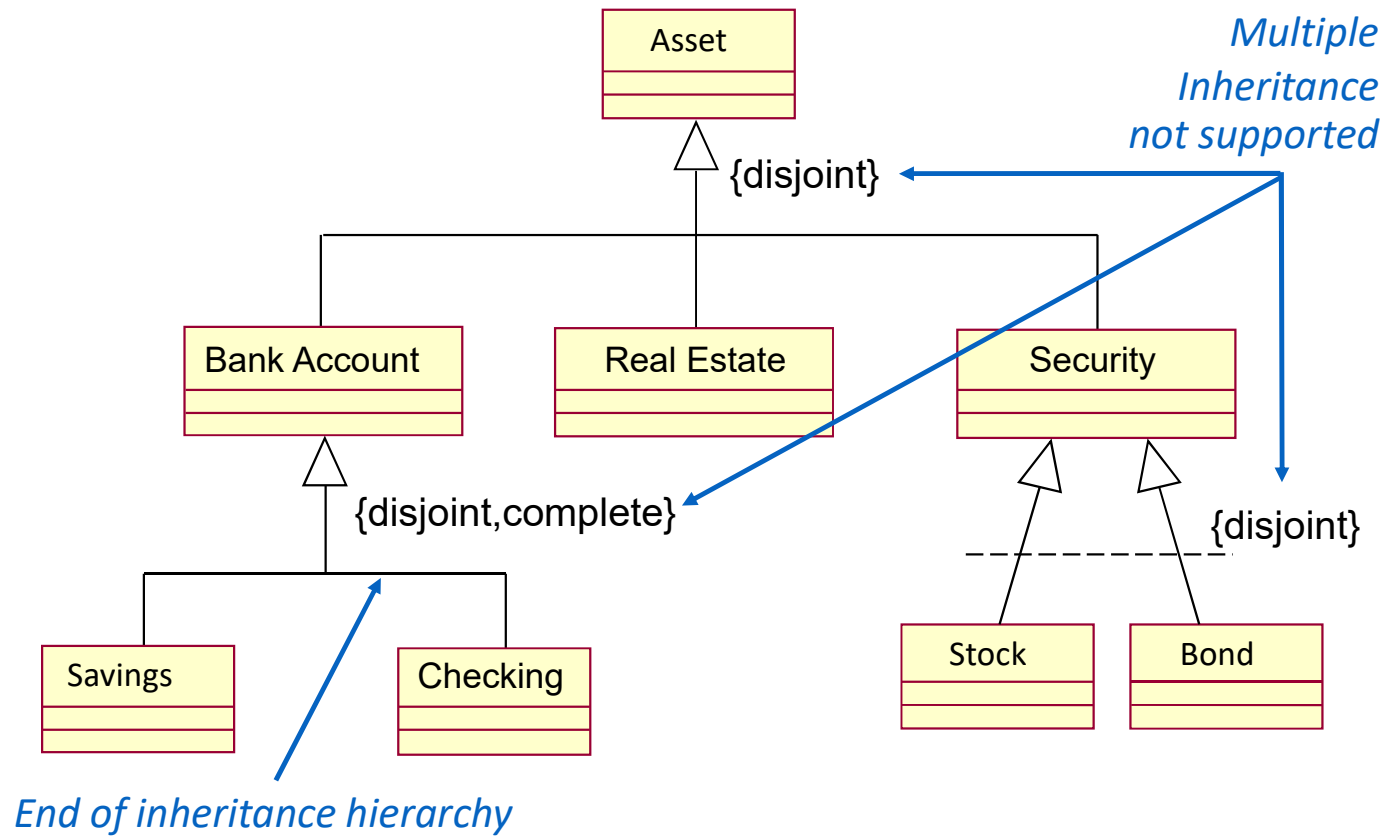 Asset
Multiple
Inheritance
not supported
{disjoint}
Bank Account
Real Estate
Security
{disjoint,complete}
{disjoint}
Savings
Checking
Stock
Bond
End of inheritance hierarchy